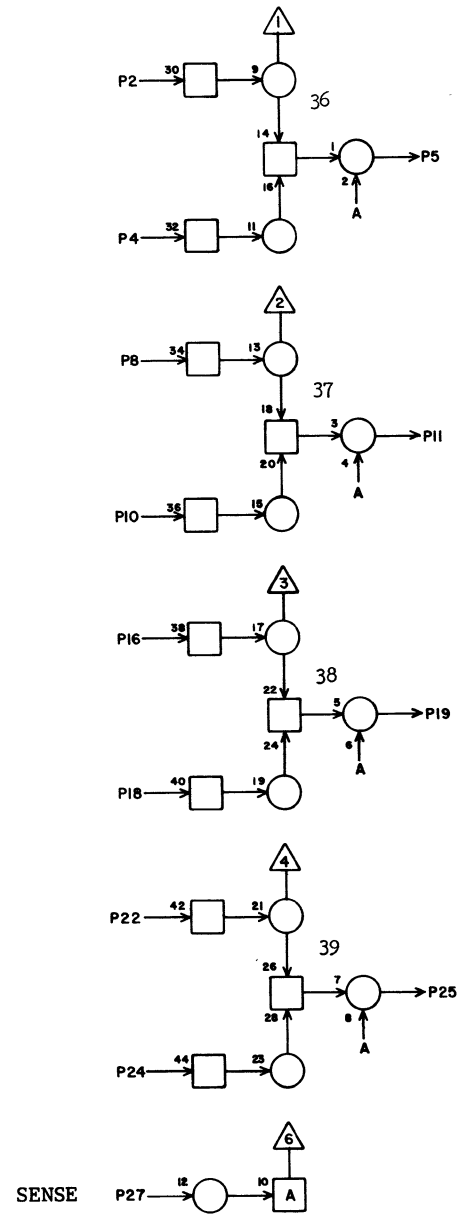 1
P2 30 9
36
14 1 P5
16 2
A
P4 32 11
2
P8 34 13
37
18 3 P11
20 4
A
P10 36 15
3
P16 38 17
38
22 5 P19
24 6
A
P18 40 19
4
P22 42 21
39
26 7 P25
28 8
A
P24 44 23
6
SENSE P27 12 10 A